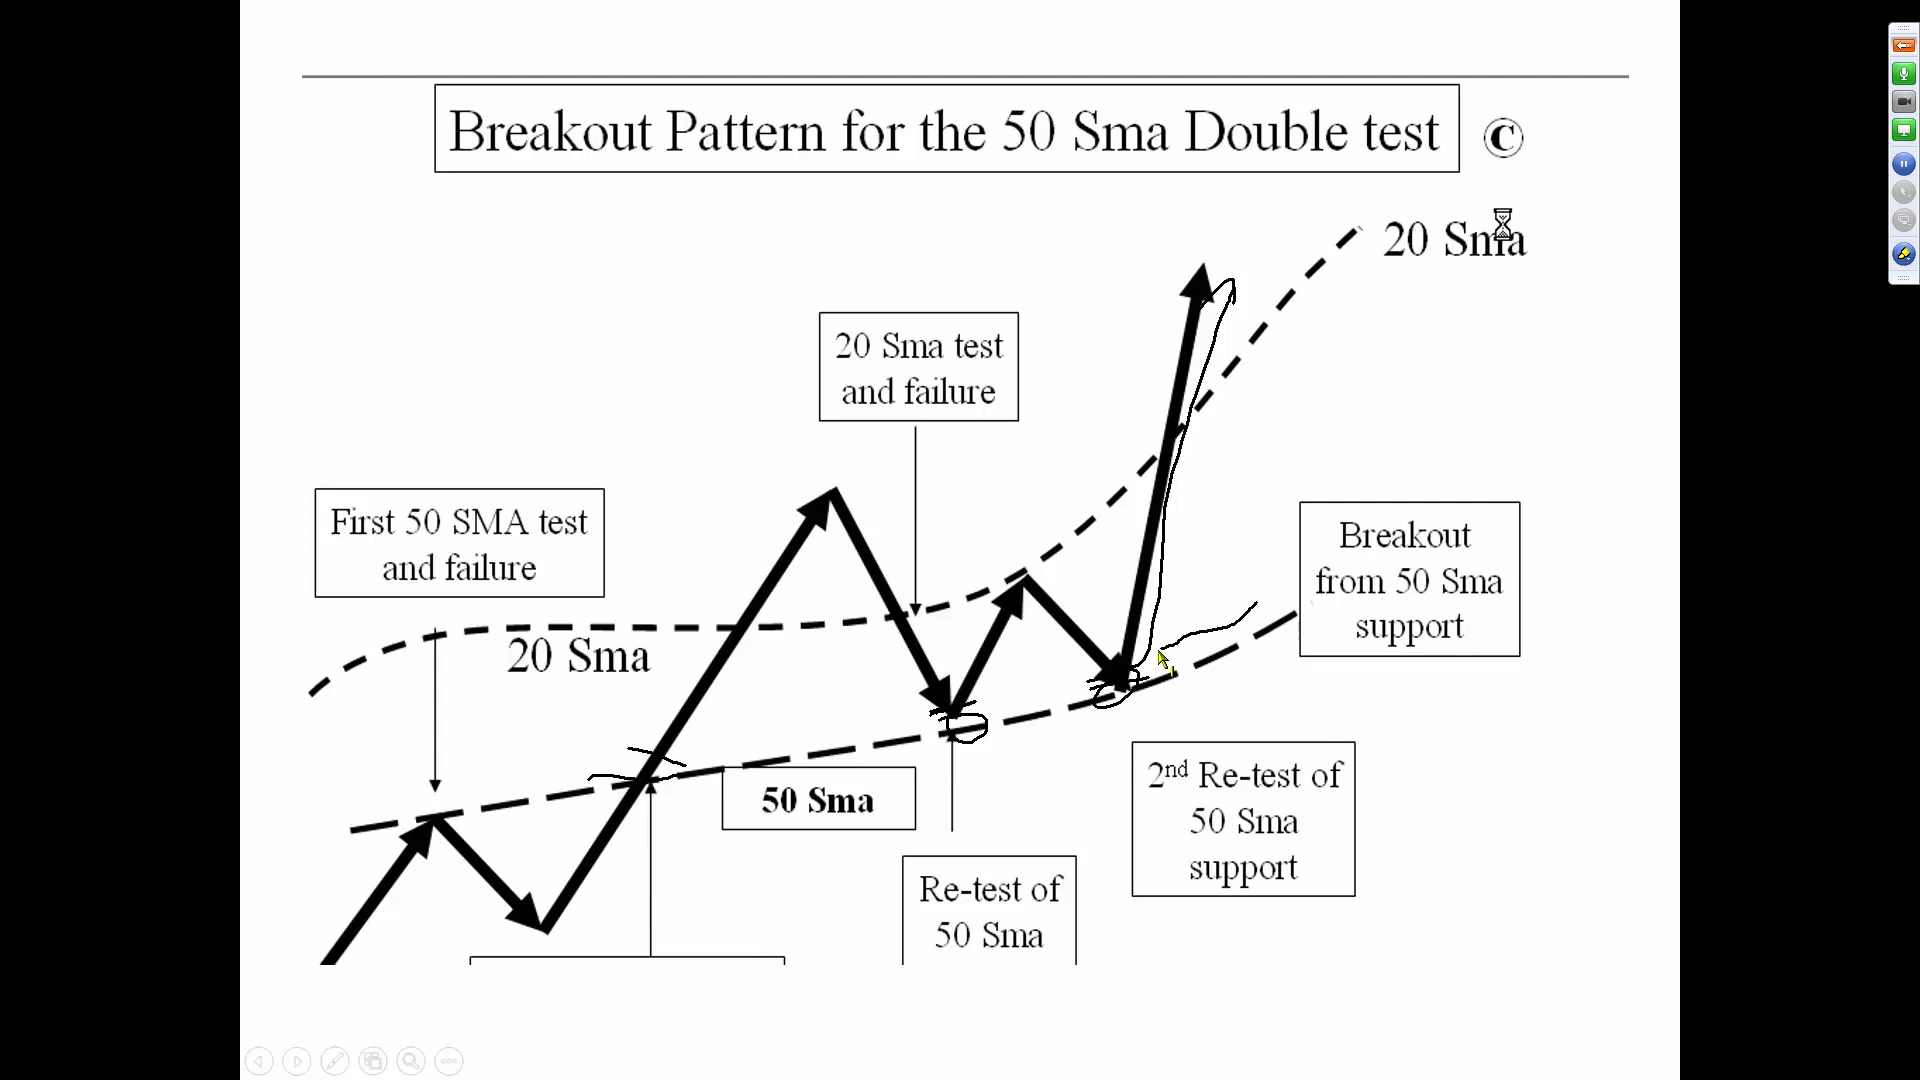 Breakout Pattern for the 50 Sma Double test
©
20 Sma
20 Sma test
and failure
First 50 SMA test
and failure
20 Sma
Breakout
from 50 Sma
support
50 Sma
2nd Re-test of
50 Sma
support
Re-test of
50 Sma